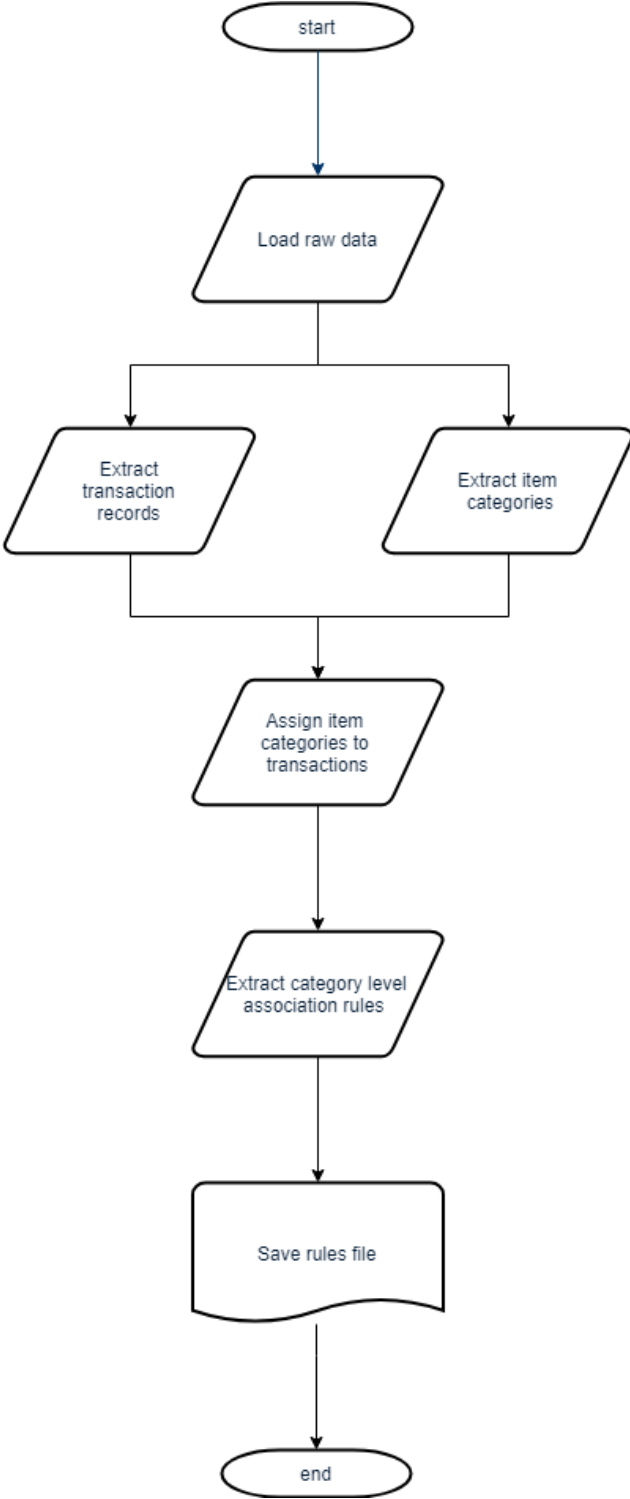 start
Load raw data
Extract
transaction
records
Extract item
categories
Assign item
categories to
transactions
Extract category level
association rules
Save rules file
end